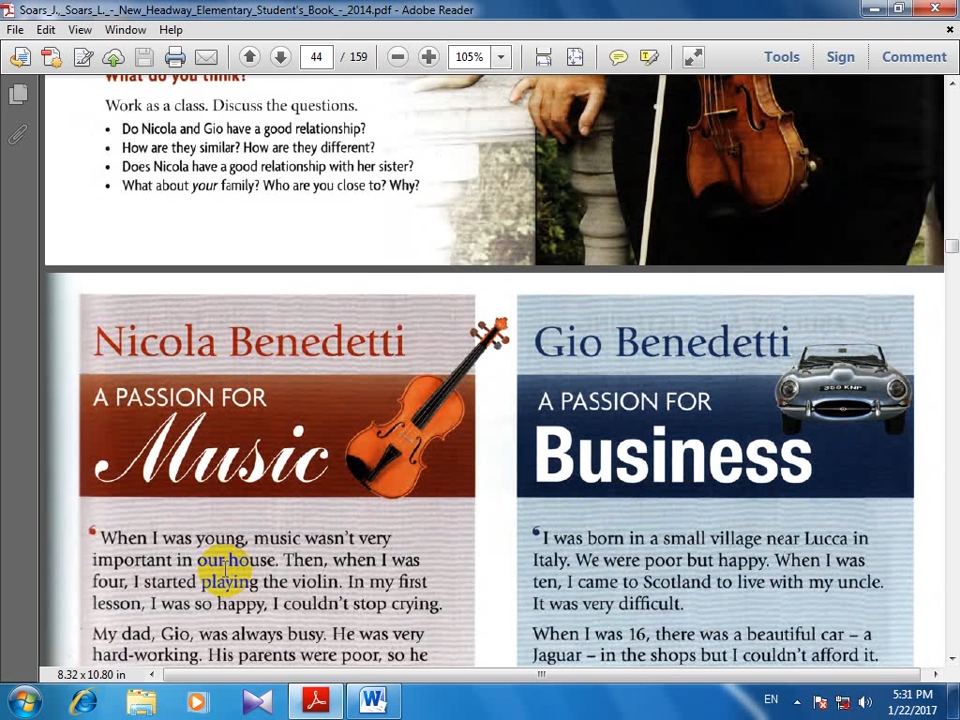 Soars_J.,_Soars_L._-_New_Headway_Elementary_Student's_Book_-_2014.pdf - Adobe Reader
File Edit View Window Help
44 / 159 105% Tools Sign Comment
What do you think?
Work as a class. Discuss the questions.
• Do Nicola and Gio have a good relationship?
• How are they similar? How are they different?
• Does Nicola have a good relationship with her sister?
• What about your family? Who are you close to? Why?
Nicola Benedetti
A PASSION FOR
Music
‘When I was young, music wasn't very
important in our house. Then, when I was
four, I started playing the violin. In my first
lesson, I was so happy, I couldn't stop crying.
My dad, Gio, was always busy. He was very
hard-working. His parents were poor, so he
Gio Benedetti
A PASSION FOR
Business
‘I was born in a small village near Lucca in
Italy. We were poor but happy. When I was
ten, I came to Scotland to live with my uncle.
It was very difficult.
When I was 16, there was a beautiful car – a
Jaguar – in the shops but I couldn't afford it.
8.32 x 10.80 in
EN 5:31 PM
1/22/2017